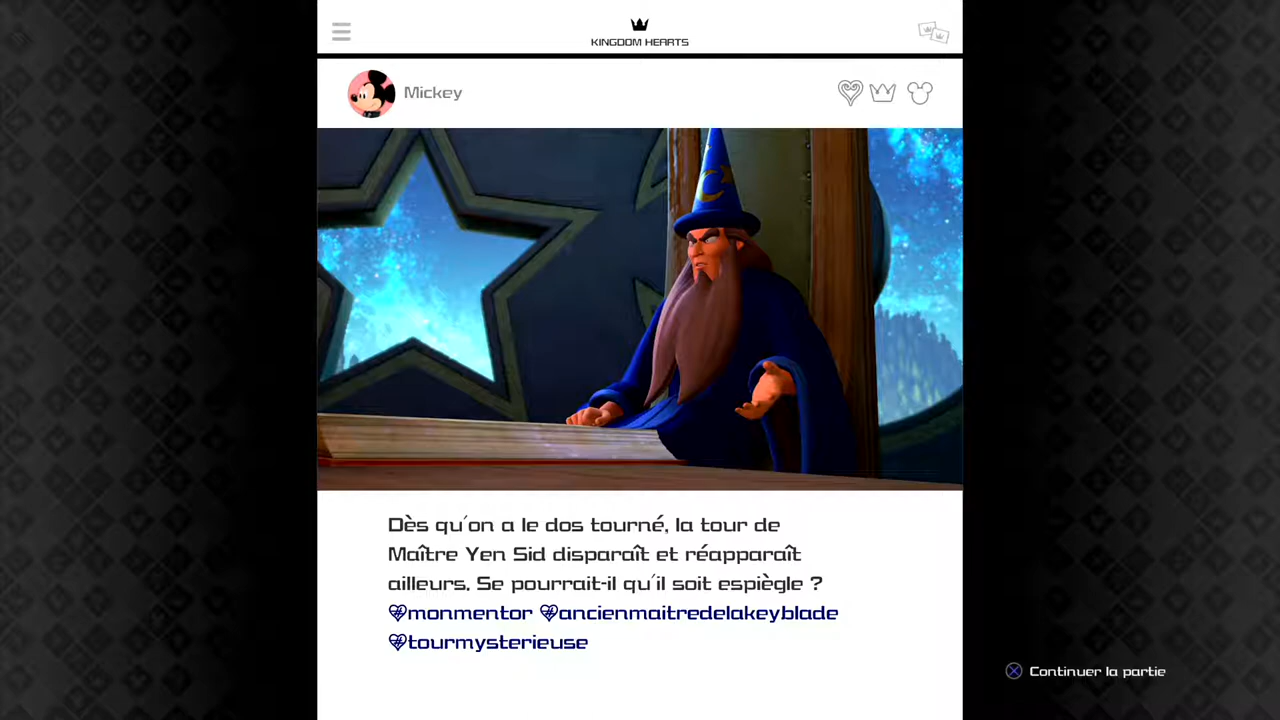 KINGDOM HEARTS
Mickey
Dès qu'on a le dos tourné, la tour de
Maître Yen Sid disparaît et réapparaît
ailleurs. Se pourrait-il qu'il soit espiègle ?
#monmentor #ancienmaitredelakeyblade
#tourmysterieuse
Continuer la partie